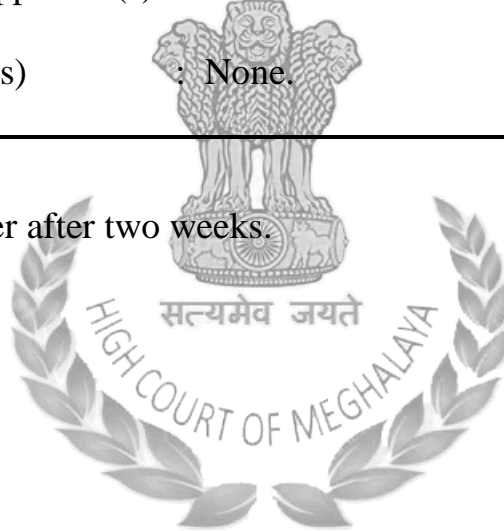 s) : None.
er after two weeks.
सत्यमेव जयते
HIGH COURT OF MEGHALAYA